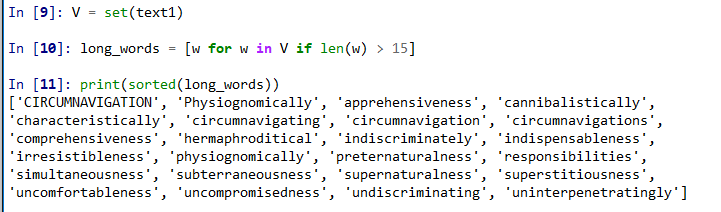 In [9]: V = set(text1)
In [10]: long_words = [w for w in V if len(w) > 15]
In [11]: print(sorted(long_words))
['CIRCUMNAVIGATION', 'Physiognomically', 'apprehensiveness', 'cannibalistically',
'characteristically', 'circumnavigating', 'circumnavigation', 'circumnavigations',
'comprehensiveness', 'hermaphroditical', 'indiscriminately', 'indispensableness',
'irresistibleness', 'physiognomically', 'preternaturalness', 'responsibilities',
'simultaneousness', 'subterraneousness', 'supernaturalness', 'superstitiousness',
'uncomfortableness', 'uncompromisedness', 'undiscriminating', 'uninterpenetratingly']